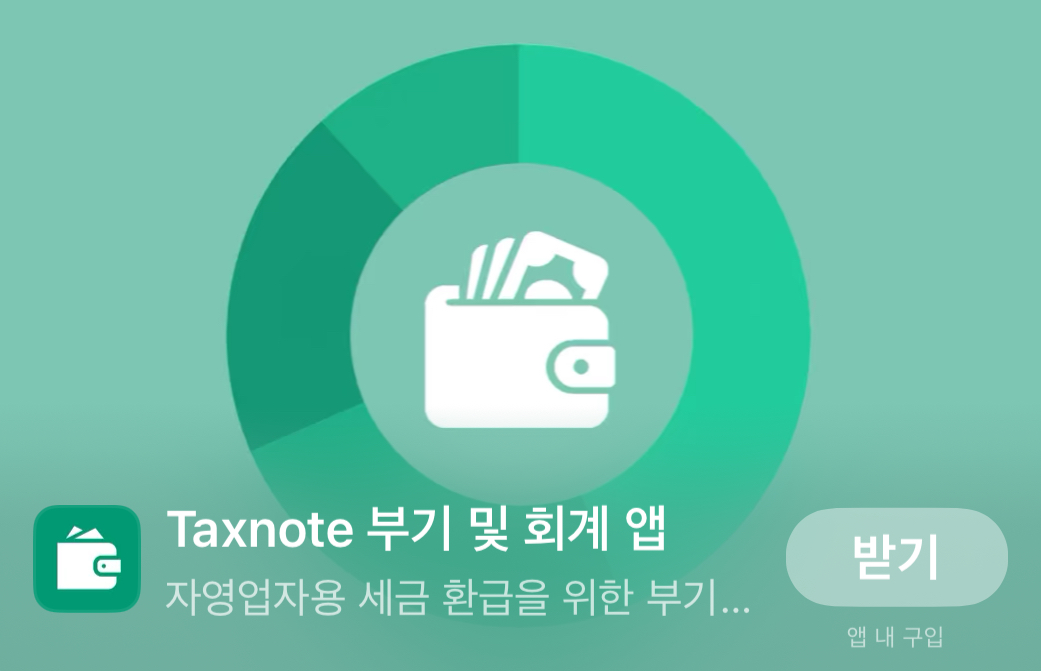 Taxnote 부기 및 회계 앱
자영업자용 세금 환급을 위한 부기...
받기
앱 내 구입